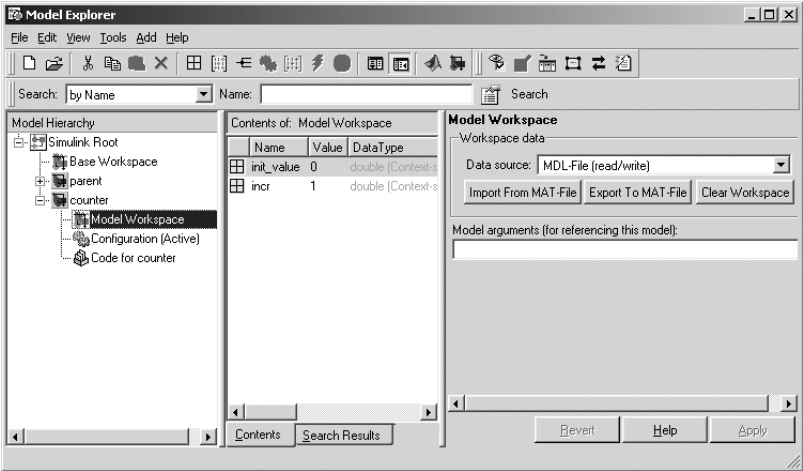 Model Explorer
File Edit View Tools Add Help
Search: by Name Name: Search
Model Hierarchy
Simulink Root
Base Workspace
parent
counter
Model Workspace
Configuration (Active)
Code for counter
Contents of: Model Workspace
Name Value DataType
init_value 0 double (Context-s
incr 1 double (Context-s
Contents Search Results
Model Workspace
Workspace data
Data source: MDL-File (read/write)
Import From MAT-File Export To MAT-File Clear Workspace
Model arguments (for referencing this model):
Revert Help Apply